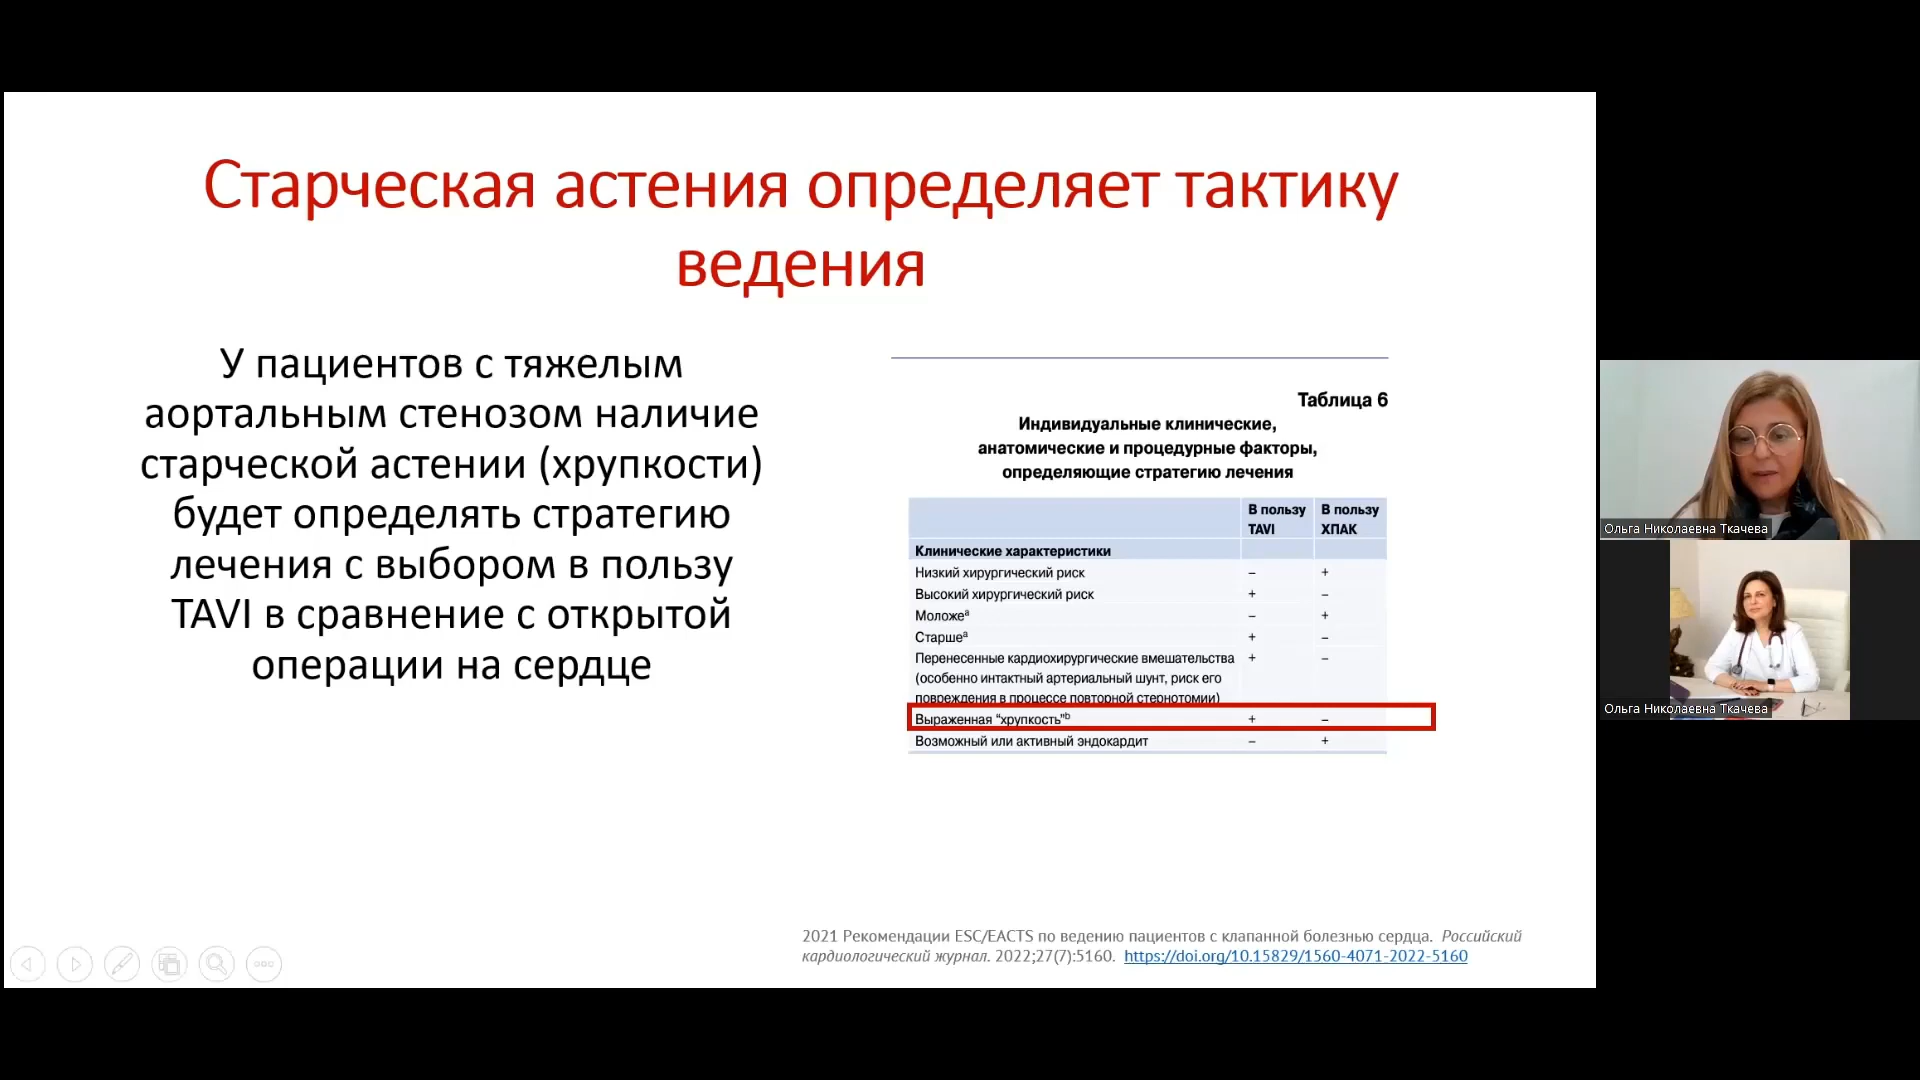 Старческая астения определяет тактику
ведения
У пациентов с тяжелым
аортальным стенозом наличие
старческой астении (хрупкости)
будет определять стратегию
лечения с выбором в пользу
TAVI в сравнение с открытой
операции на сердце
Таблица 6
Индивидуальные клинические,
анатомические и процедурные факторы,
определяющие стратегию лечения
В пользу TAVI В пользу ХПАК
Клинические характеристики
Низкий хирургический риск – +
Высокий хирургический риск + –
Моложеª – +
Старшеª + –
Перенесенные кардиохирургические вмешательства + –
(особенно интактный артериальный шунт, риск его
повреждения в процессе повторной стернотомии)
Выраженная “хрупкость”ᵇ + –
Возможный или активный эндокардит – +
2021 Рекомендации ESC/EACTS по ведению пациентов с клапанной болезнью сердца. Российский
кардиологический журнал. 2022;27(7):5160. https://doi.org/10.15829/1560-4071-2022-5160
Ольга Николаевна Ткачева
Ольга Николаевна Ткачева